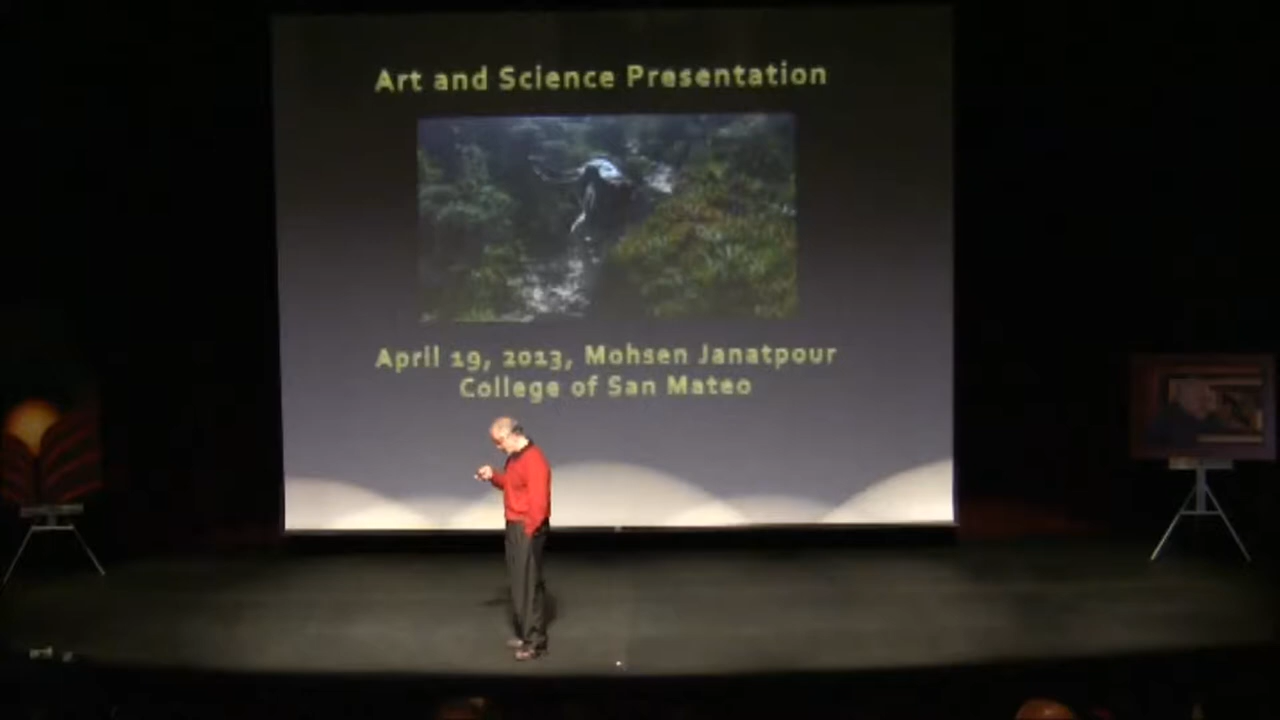 Art and Science Presentation
April 19, 2013, Mohsen Janatpour
College of San Mateo